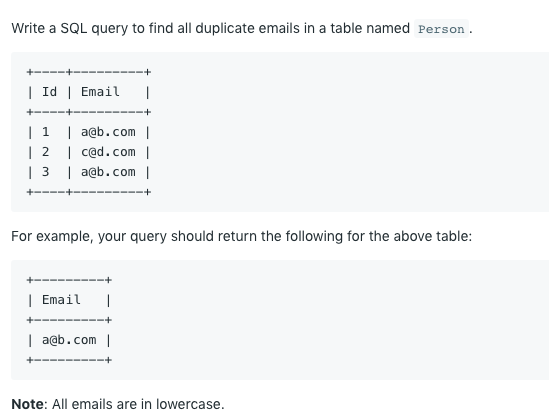 Write a SQL query to find all duplicate emails in a table named Person.
+----+---------+
| Id | Email   |
+----+---------+
| 1  | a@b.com |
| 2  | c@d.com |
| 3  | a@b.com |
+----+---------+
For example, your query should return the following for the above table:
+---------+
| Email   |
+---------+
| a@b.com |
+---------+
Note: All emails are in lowercase.